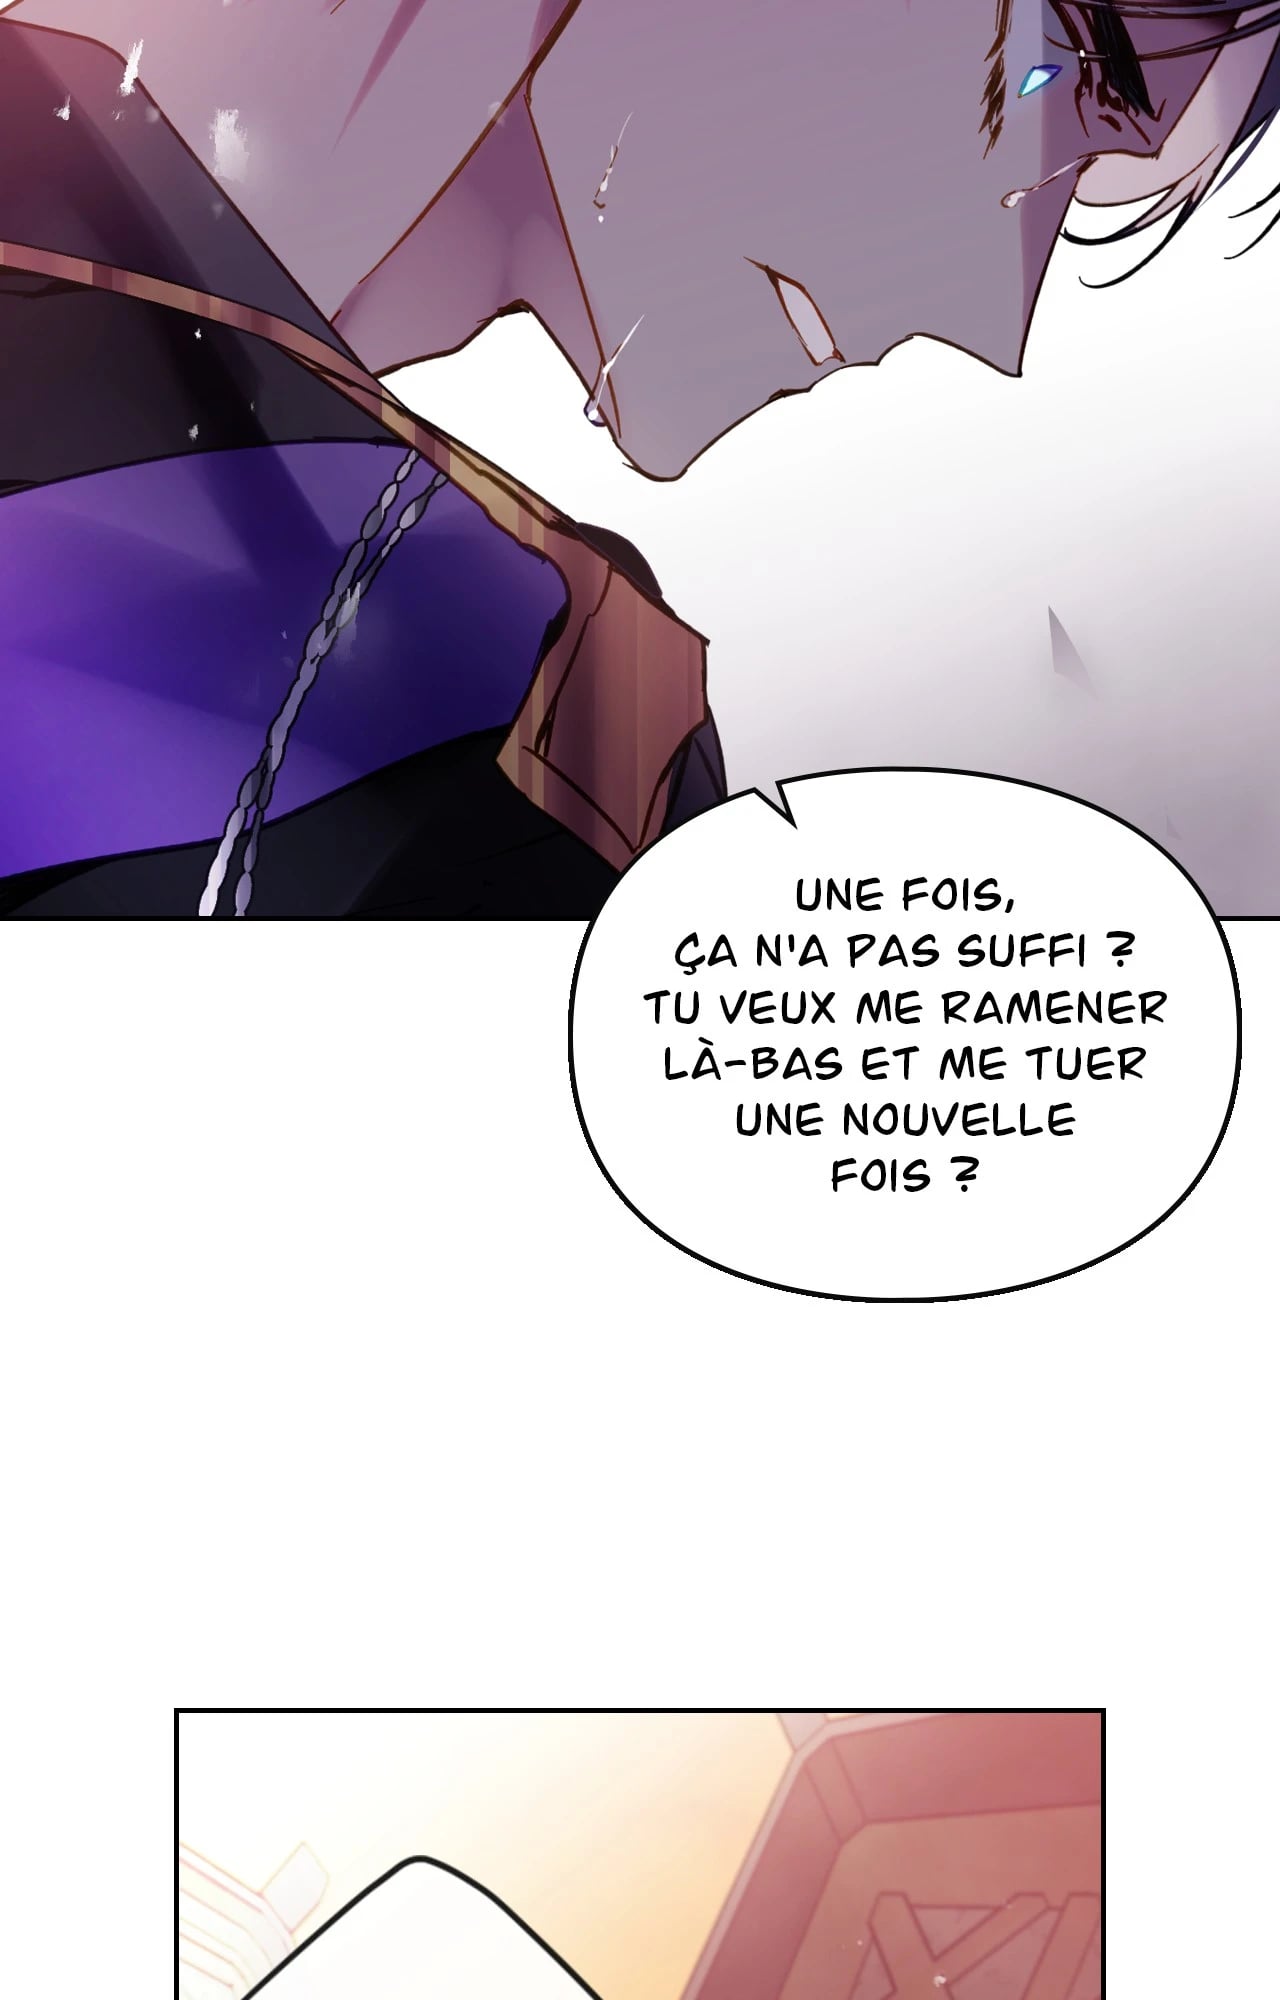 UNE FOIS,
ÇA N'A PAS SUFFI ?
TU VEUX ME RAMENER
LÀ-BAS ET ME TUER
UNE NOUVELLE
FOIS ?